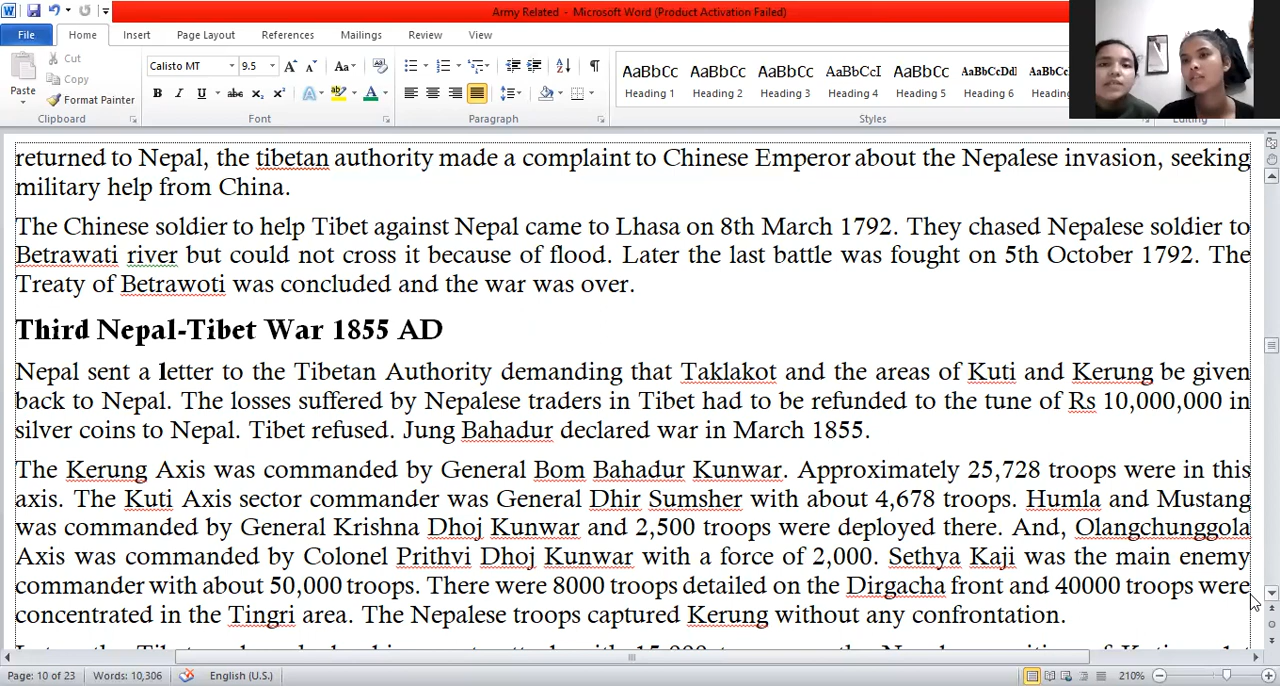 Army Related - Microsoft Word (Product Activation Failed)
File Home Insert Page Layout References Mailings Review View
Cut
Copy
Paste
Format Painter
Calisto MT 9.5
AaBbCc AaBbCc AaBbCc AaBbCcI AaBbCc AaBbCcDd AaBbCc
Heading 1 Heading 2 Heading 3 Heading 4 Heading 5 Heading 6
Clipboard Font Paragraph Styles
returned to Nepal, the tibetan authority made a complaint to Chinese Emperor about the Nepalese invasion, seeking
military help from China.
The Chinese soldier to help Tibet against Nepal came to Lhasa on 8th March 1792. They chased Nepalese soldier to
Betrawati river but could not cross it because of flood. Later the last battle was fought on 5th October 1792. The
Treaty of Betrawoti was concluded and the war was over.
Third Nepal-Tibet War 1855 AD
Nepal sent a letter to the Tibetan Authority demanding that Taklakot and the areas of Kuti and Kerung be given
back to Nepal. The losses suffered by Nepalese traders in Tibet had to be refunded to the tune of Rs 10,000,000 in
silver coins to Nepal. Tibet refused. Jung Bahadur declared war in March 1855.
The Kerung Axis was commanded by General Bom Bahadur Kunwar. Approximately 25,728 troops were in this
axis. The Kuti Axis sector commander was General Dhir Sumsher with about 4,678 troops. Humla and Mustang
was commanded by General Krishna Dhoj Kunwar and 2,500 troops were deployed there. And, Olangchunggola
Axis was commanded by Colonel Prithvi Dhoj Kunwar with a force of 2,000. Sethya Kaji was the main enemy
commander with about 50,000 troops. There were 8000 troops detailed on the Dirgacha front and 40000 troops were
concentrated in the Tingri area. The Nepalese troops captured Kerung without any confrontation.
Page: 10 of 23 Words: 10,306 English (U.S.) 210%